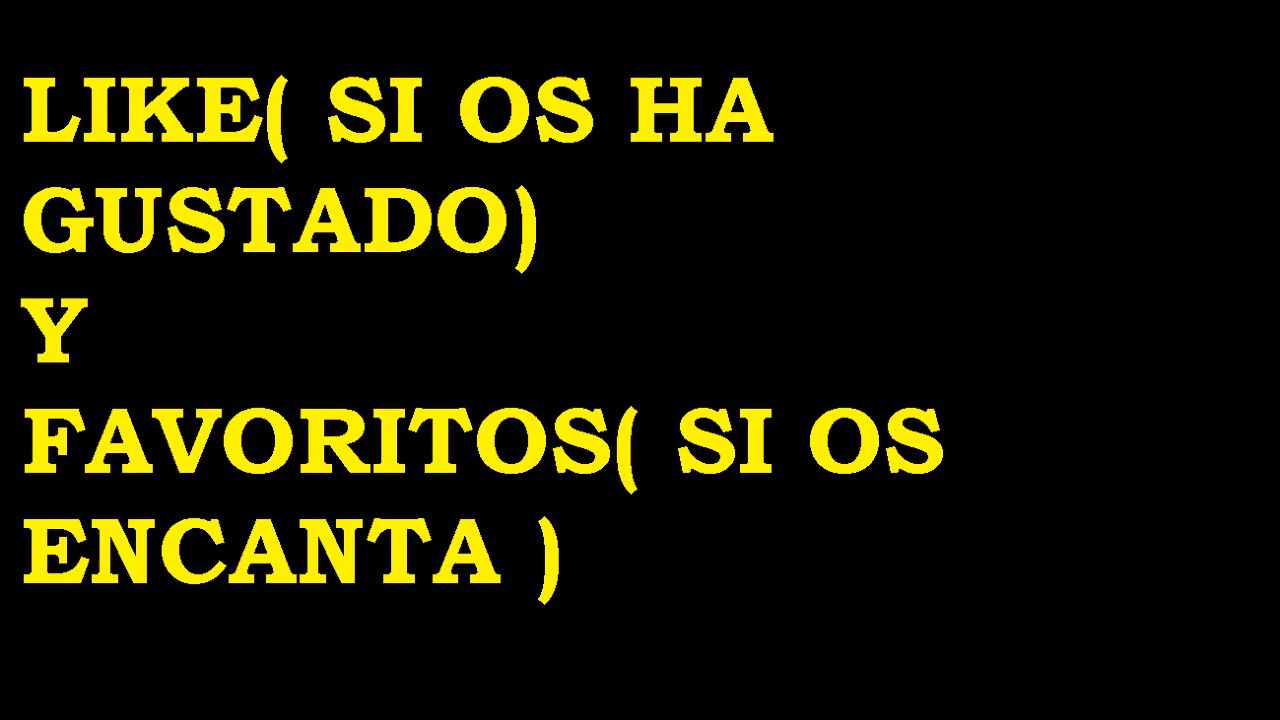 LIKE( SI OS HA
GUSTADO)
Y
FAVORITOS( SI OS
ENCANTA )